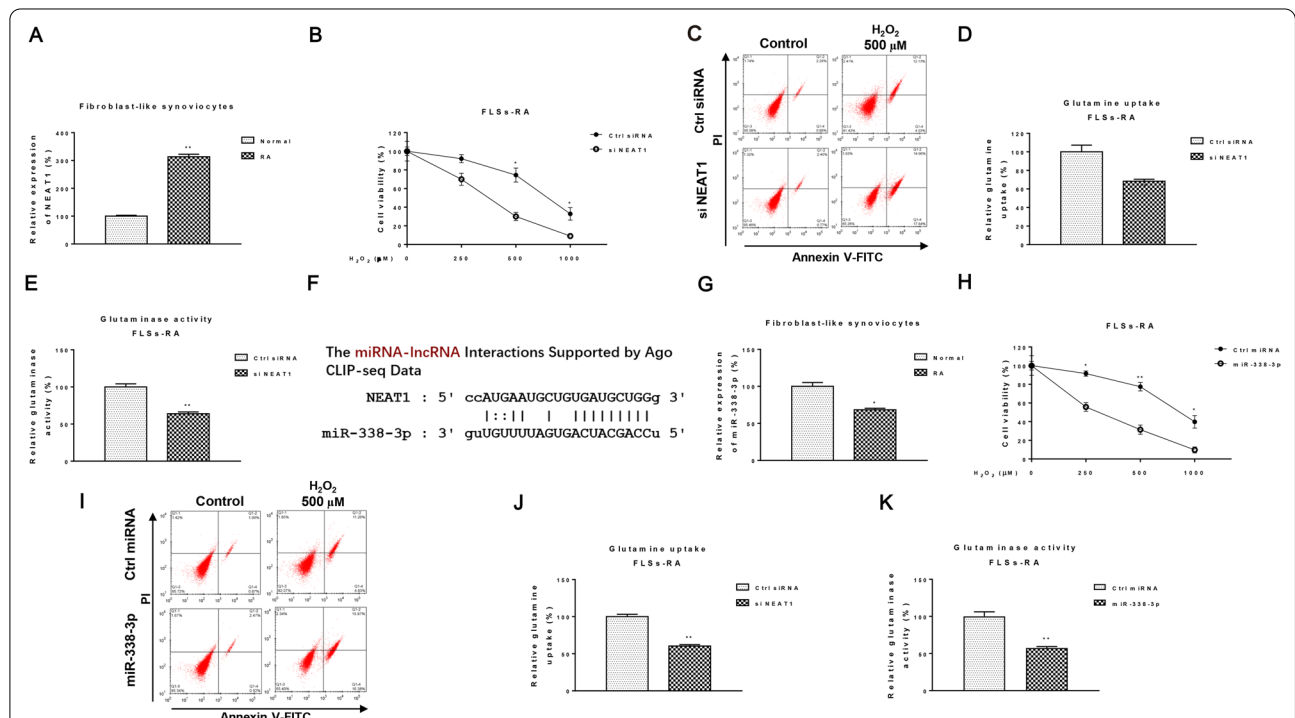 A
Fibroblast-like synoviocytes
Relative expression
of NEAT1 (%)
400
300
200
100
0
**
Normal
RA
B
FLSs-RA
Cell viability (%)
120
100
80
60
40
20
0
*
*
Ctrl siRNA
siNEAT1
0
250
500
1000
H2O2 (μM)
C
Control
H2O2
500 μM
Ctrl siRNA
siNEAT1
PI
Annexin V-FITC
D
Glutamine uptake
FLSs-RA
Relative glutamine
uptake (%)
120
100
80
60
40
20
0
Ctrl siRNA
siNEAT1
E
Glutaminase activity
FLSs-RA
Relative glutaminase
activity (%)
150
100
50
0
**
Ctrl siRNA
siNEAT1
F
The miRNA-lncRNA Interactions Supported by Ago
CLIP-seq Data
NEAT1 : 5' ccAUGAAUGCUGUGAUGCUGg 3'
|::|| | |||||||||
miR-338-3p : 3' guUGUUUUAGUGACUACGACCu 5'
G
Fibroblast-like synoviocytes
Relative expression
of miR-338-3p (%)
150
100
50
0
*
Normal
RA
H
FLSs-RA
Cell viability (%)
120
100
80
60
40
20
0
*
**
*
Ctrl miRNA
miR-338-3p
0
250
500
1000
H2O2 (μM)
I
Control
H2O2
500 μM
Ctrl miRNA
miR-338-3p
PI
Annexin V-FITC
J
Glutamine uptake
FLSs-RA
Relative glutamine
uptake (%)
150
100
50
0
**
Ctrl siRNA
siNEAT1
K
Glutaminase activity
FLSs-RA
Relative glutaminase
activity (%)
150
100
50
0
**
Ctrl miRNA
miR-338-3p